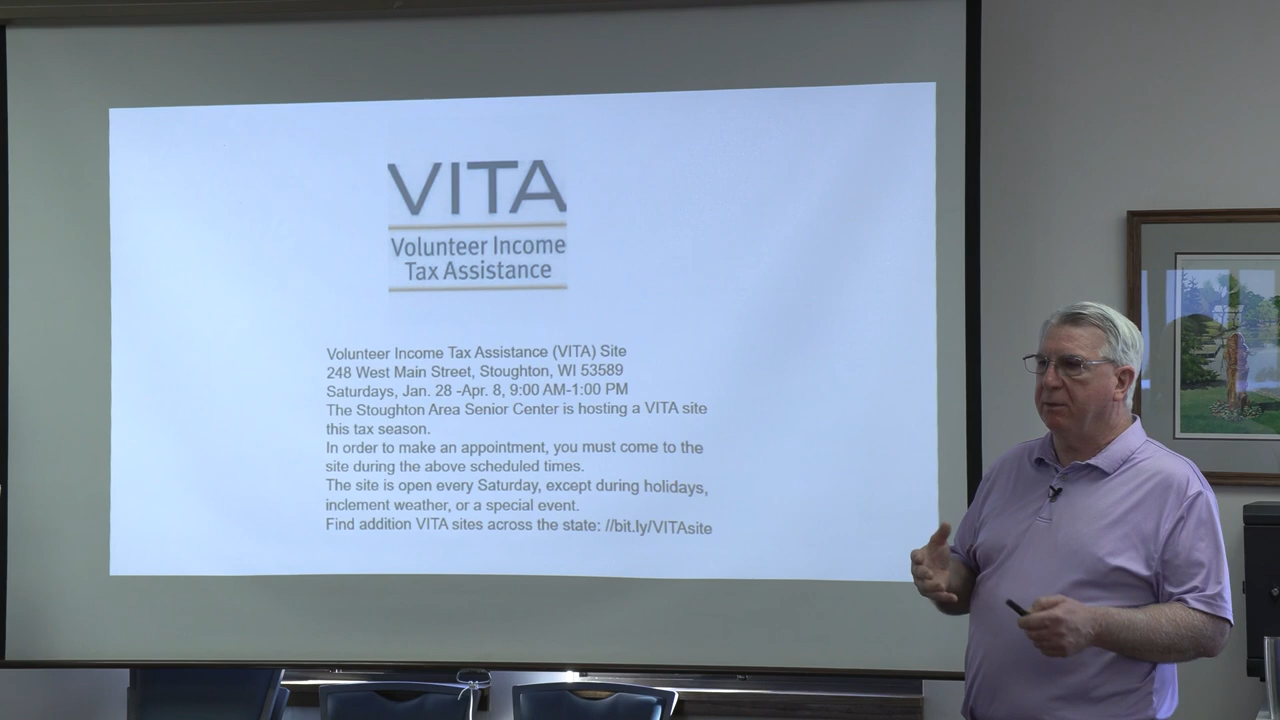 VITA
Volunteer Income
Tax Assistance
Volunteer Income Tax Assistance (VITA) Site
248 West Main Street, Stoughton, WI 53589
Saturdays, Jan. 28 -Apr. 8, 9:00 AM-1:00 PM
The Stoughton Area Senior Center is hosting a VITA site
this tax season.
In order to make an appointment, you must come to the
site during the above scheduled times.
The site is open every Saturday, except during holidays,
inclement weather, or a special event.
Find addition VITA sites across the state: //bit.ly/VITAsite